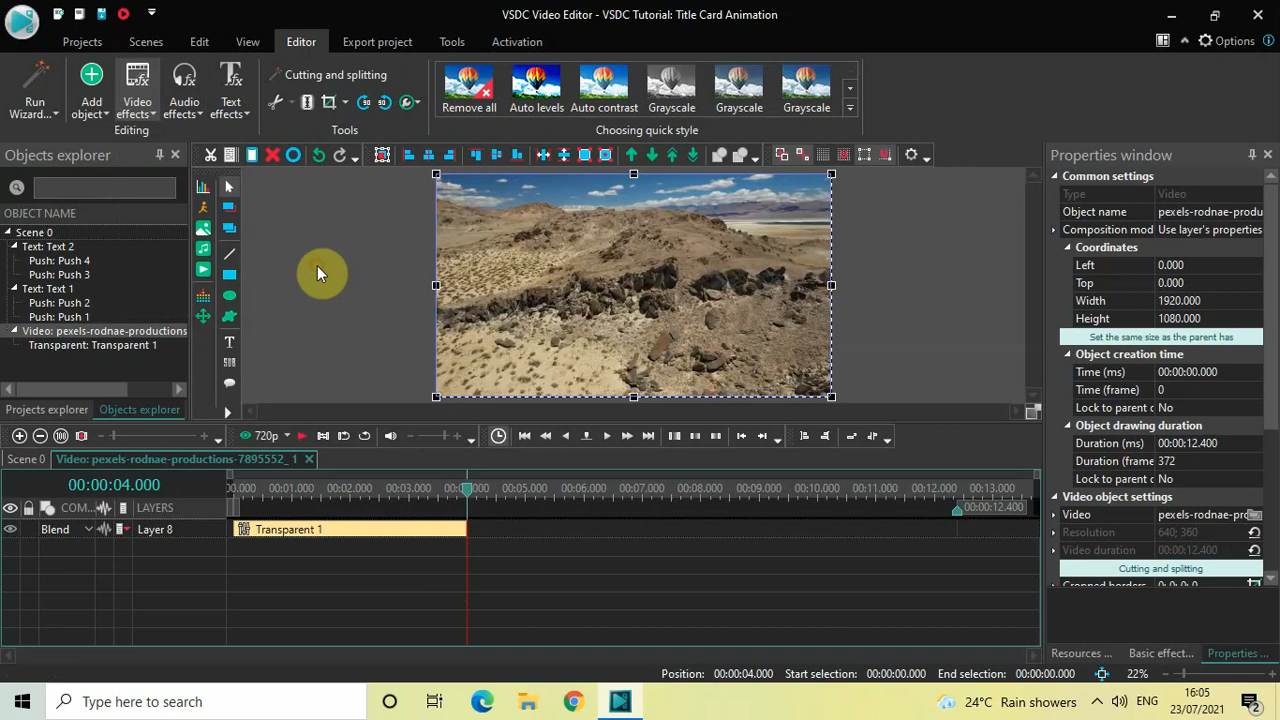 VSDC Video Editor - VSDC Tutorial: Title Card Animation
Projects Scenes Edit View Editor Export project Tools Activation Options
Run Wizard... Add object Video effects Audio effects Text effects
Editing
Cutting and splitting
Tools
Remove all Auto levels Auto contrast Grayscale Grayscale Grayscale
Choosing quick style
Objects explorer
OBJECT NAME
Scene 0
Text: Text 2
Push: Push 4
Push: Push 3
Text: Text 1
Push: Push 2
Push: Push 1
Video: pexels-rodnae-productions
Transparent: Transparent 1
Projects explorer Objects explorer
Properties window
Common settings
Type Video
Object name pexels-rodnae-produ
Composition mod Use layer's properties
Coordinates
Left 0.000
Top 0.000
Width 1920.000
Height 1080.000
Set the same size as the parent has
Object creation time
Time (ms) 00:00:00.000
Time (frame) 0
Lock to parent d No
Object drawing duration
Duration (ms) 00:00:12.400
Duration (frame 372
Lock to parent d No
Video object settings
Video pexels-rodnae-pro
Resolution 640; 360
Video duration 00:00:12.400
Cutting and splitting
Cropped borders 0; 0; 0; 0
Resources ... Basic effect... Properties ...
720p
Scene 0 Video: pexels-rodnae-productions-7895552_ 1
00:00:04.000
00:01.000 00:02.000 00:03.000 00:05.000 00:06.000 00:07.000 00:08.000 00:09.000 00:10.000 00:11.000 00:12.000 00:13.000
COM... LAYERS
00:00:12.400
Blend Layer 8 Transparent 1
Position: 00:00:04.000 Start selection: 00:00:00.000 End selection: 00:00:00.000 22%
Type here to search
24°C Rain showers ENG
16:05
23/07/2021
2